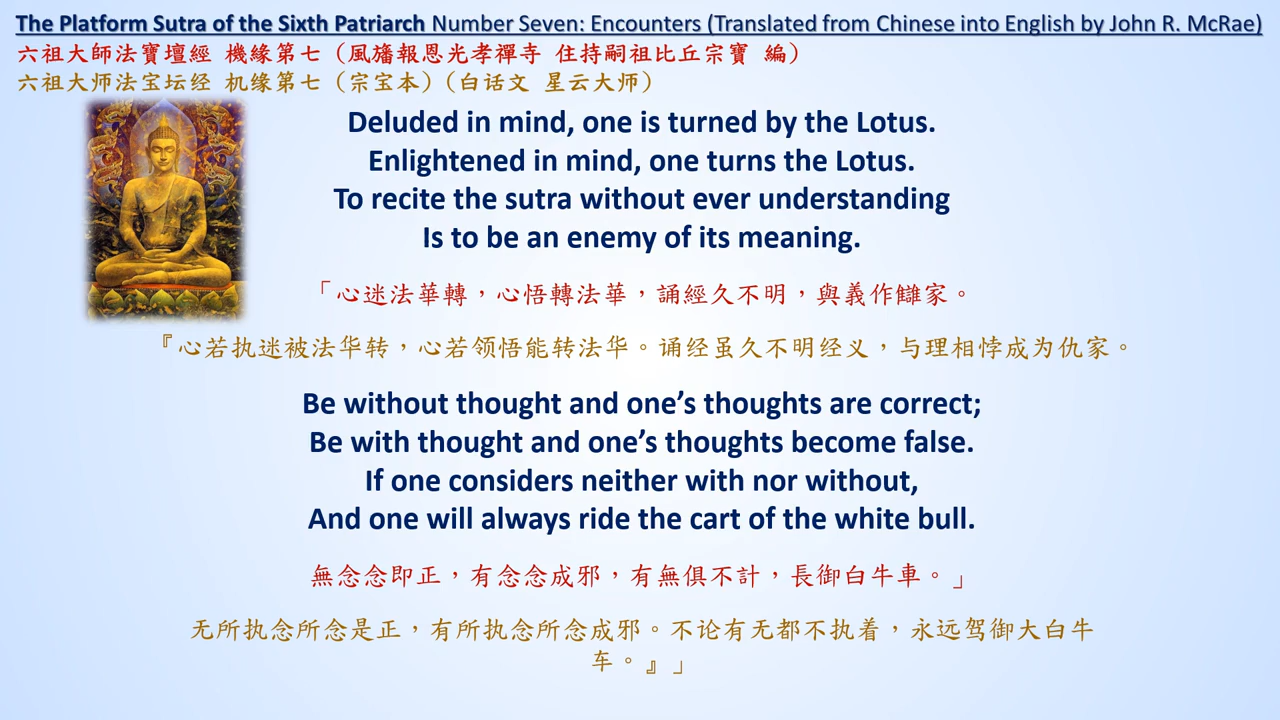 The Platform Sutra of the Sixth Patriarch Number Seven: Encounters (Translated from Chinese into English by John R. McRae)
六祖大師法寶壇經 機緣第七（風旛報恩光孝禪寺 住持嗣祖比丘宗寶 編）
六祖大师法宝坛经 机缘第七（宗宝本）（白话文 星云大师）
Deluded in mind, one is turned by the Lotus.
Enlightened in mind, one turns the Lotus.
To recite the sutra without ever understanding
Is to be an enemy of its meaning.
「心迷法華轉，心悟轉法華，誦經久不明，與義作讎家。
『心若执迷被法华转，心若领悟能转法华。诵经虽久不明经义，与理相悖成为仇家。
Be without thought and one’s thoughts are correct;
Be with thought and one’s thoughts become false.
If one considers neither with nor without,
And one will always ride the cart of the white bull.
無念念即正，有念念成邪，有無俱不計，長御白牛車。」
无所执念所念是正，有所执念所念成邪。不论有无都不执着，永远驾御大白牛
车。』」